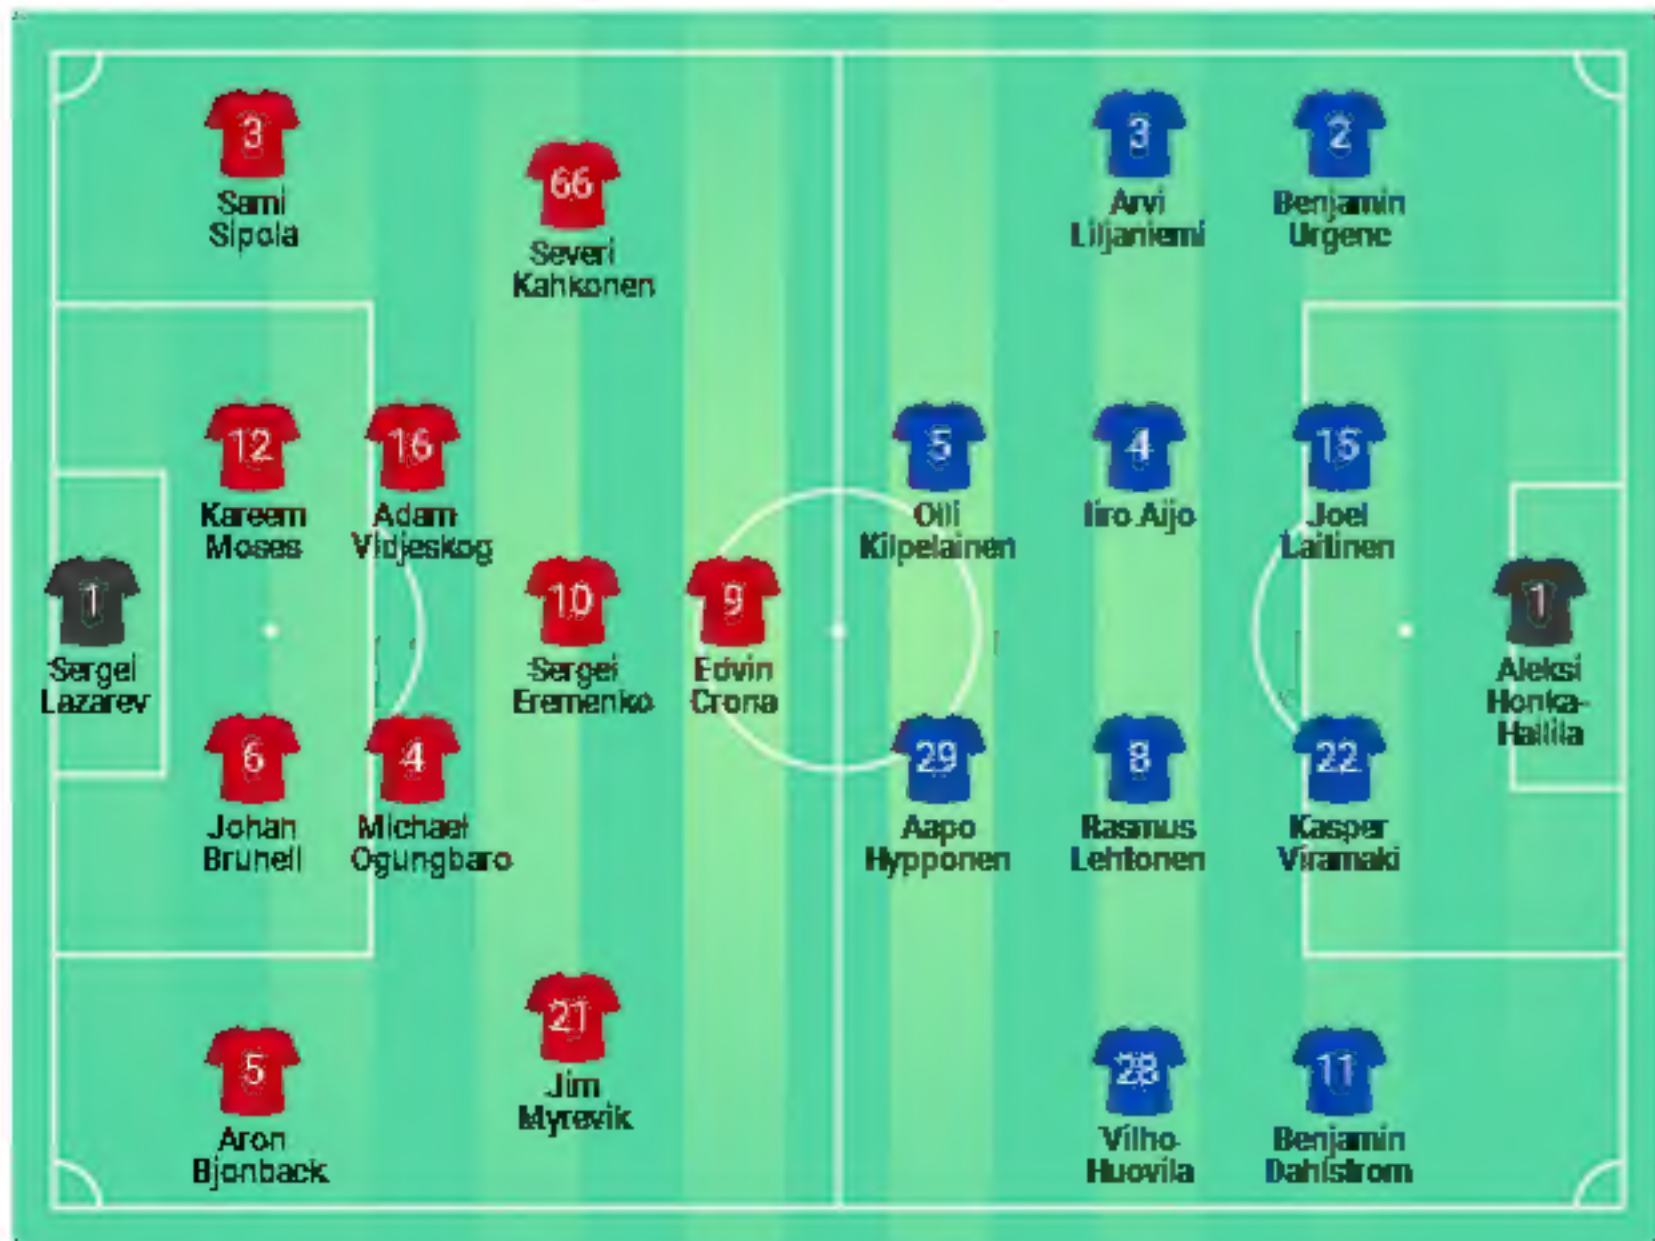 3
Sami
Sipola
66
Severi
Kahkonen
3
Arvi
Liljaniemi
2
Benjamin
Urgenc
12
Kareem
Moses
16
Adam
Vidjeskog
5
Olli
Kilpelainen
4
Iiro Aijo
15
Joel
Laitinen
1
Sergei
Lazarev
10
Sergei
Eremenko
9
Edvin
Crona
1
Aleksi
Honka-
Hallila
6
Johan
Brunell
4
Michael
Ogungbaro
29
Aapo
Hypponen
8
Rasmus
Lehtonen
22
Kasper
Viramaki
5
Aron
Bjonback
21
Jim
Myrevik
28
Vilho
Huovila
11
Benjamin
Dahlstrom